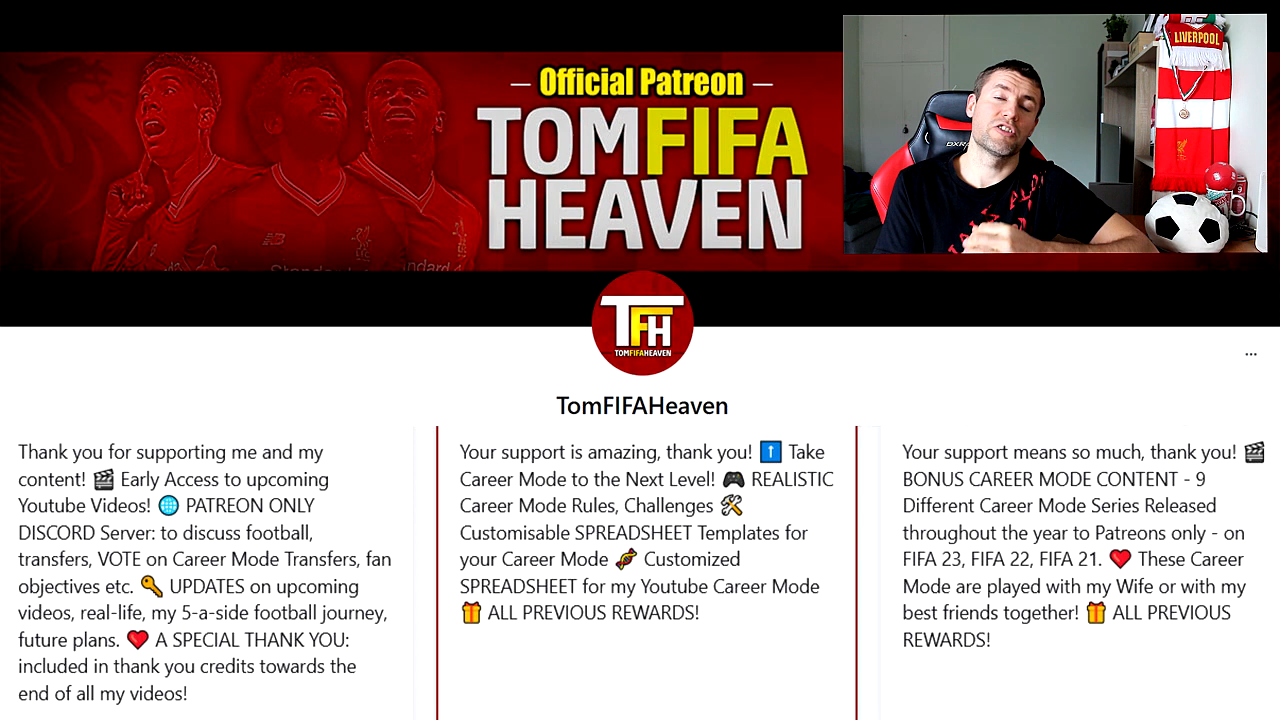 Official Patreon
TOMFIFA
HEAVEN
LIVERPOOL
TFH
TOMFIFAHEAVEN
...
TomFIFAHeaven
Thank you for supporting me and my
content! 🎬 Early Access to upcoming
Youtube Videos! 🌐 PATREON ONLY
DISCORD Server: to discuss football,
transfers, VOTE on Career Mode Transfers, fan
objectives etc. 🔑 UPDATES on upcoming
videos, real-life, my 5-a-side football journey,
future plans. ❤️ A SPECIAL THANK YOU:
included in thank you credits towards the
end of all my videos!
Your support is amazing, thank you! ⬆️ Take
Career Mode to the Next Level! 🎮 REALISTIC
Career Mode Rules, Challenges 🛠️
Customisable SPREADSHEET Templates for
your Career Mode 🧬 Customized
SPREADSHEET for my Youtube Career Mode
🎁 ALL PREVIOUS REWARDS!
Your support means so much, thank you! 🎬
BONUS CAREER MODE CONTENT - 9
Different Career Mode Series Released
throughout the year to Patreons only - on
FIFA 23, FIFA 22, FIFA 21. ❤️ These Career
Mode are played with my Wife or with my
best friends together! 🎁 ALL PREVIOUS
REWARDS!